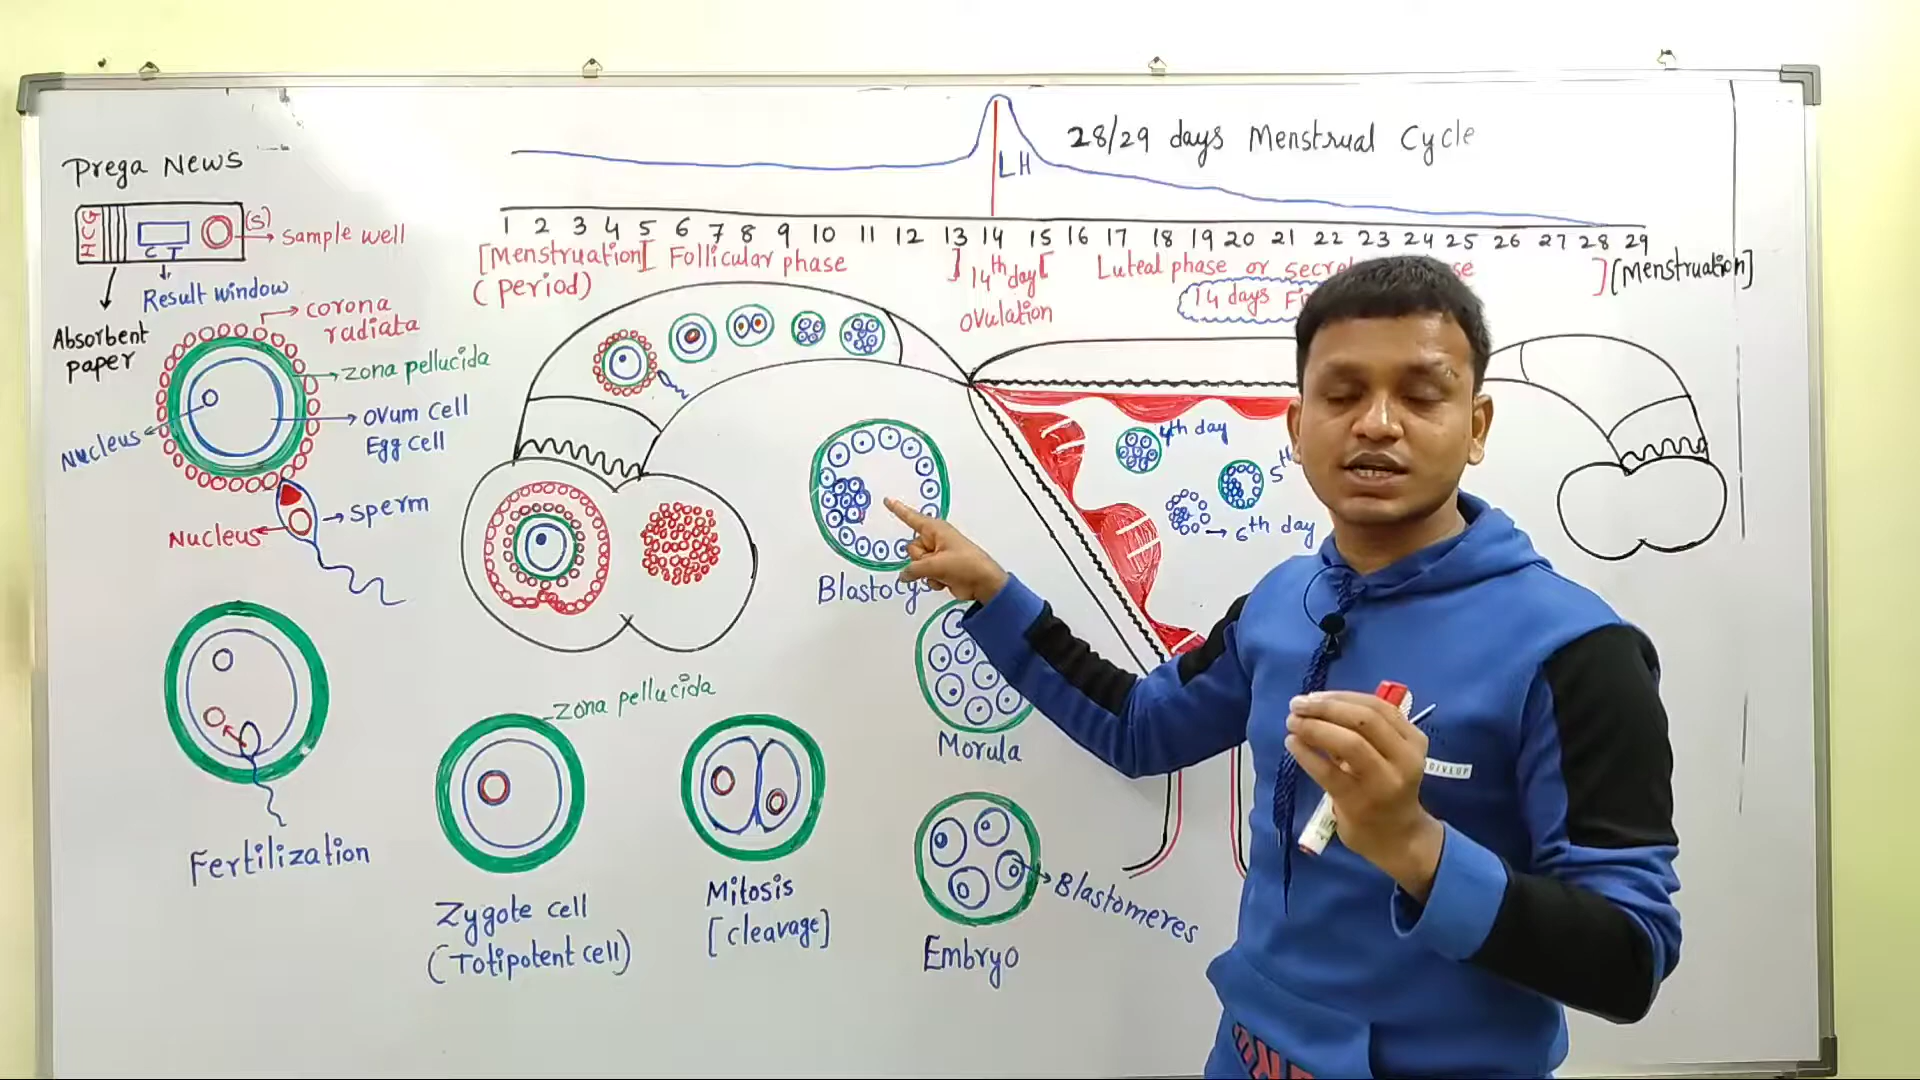 28/29 days Menstrual Cycle
LH
Prega News
HCG
(S)
sample well
C T
Result window
Absorbent
paper
1 2 3 4 5 6 7 8 9 10 11 12 13 14 15 16 17 18 19 20 21 22 23 24 25 26 27 28 29
[Menstruation]
(period)
[ Follicular phase ]
14th day
ovulation
[ Luteal phase or
]
14 days
[Menstruation]
corona
radiata
zona pellucida
ovum cell
Egg cell
Nucleus
sperm
Nucleus
4th day
6th day
Morula
zona pellucida
Fertilization
Zygote cell
(Totipotent cell)
Mitosis
[cleavage]
Blastomeres
Embryo